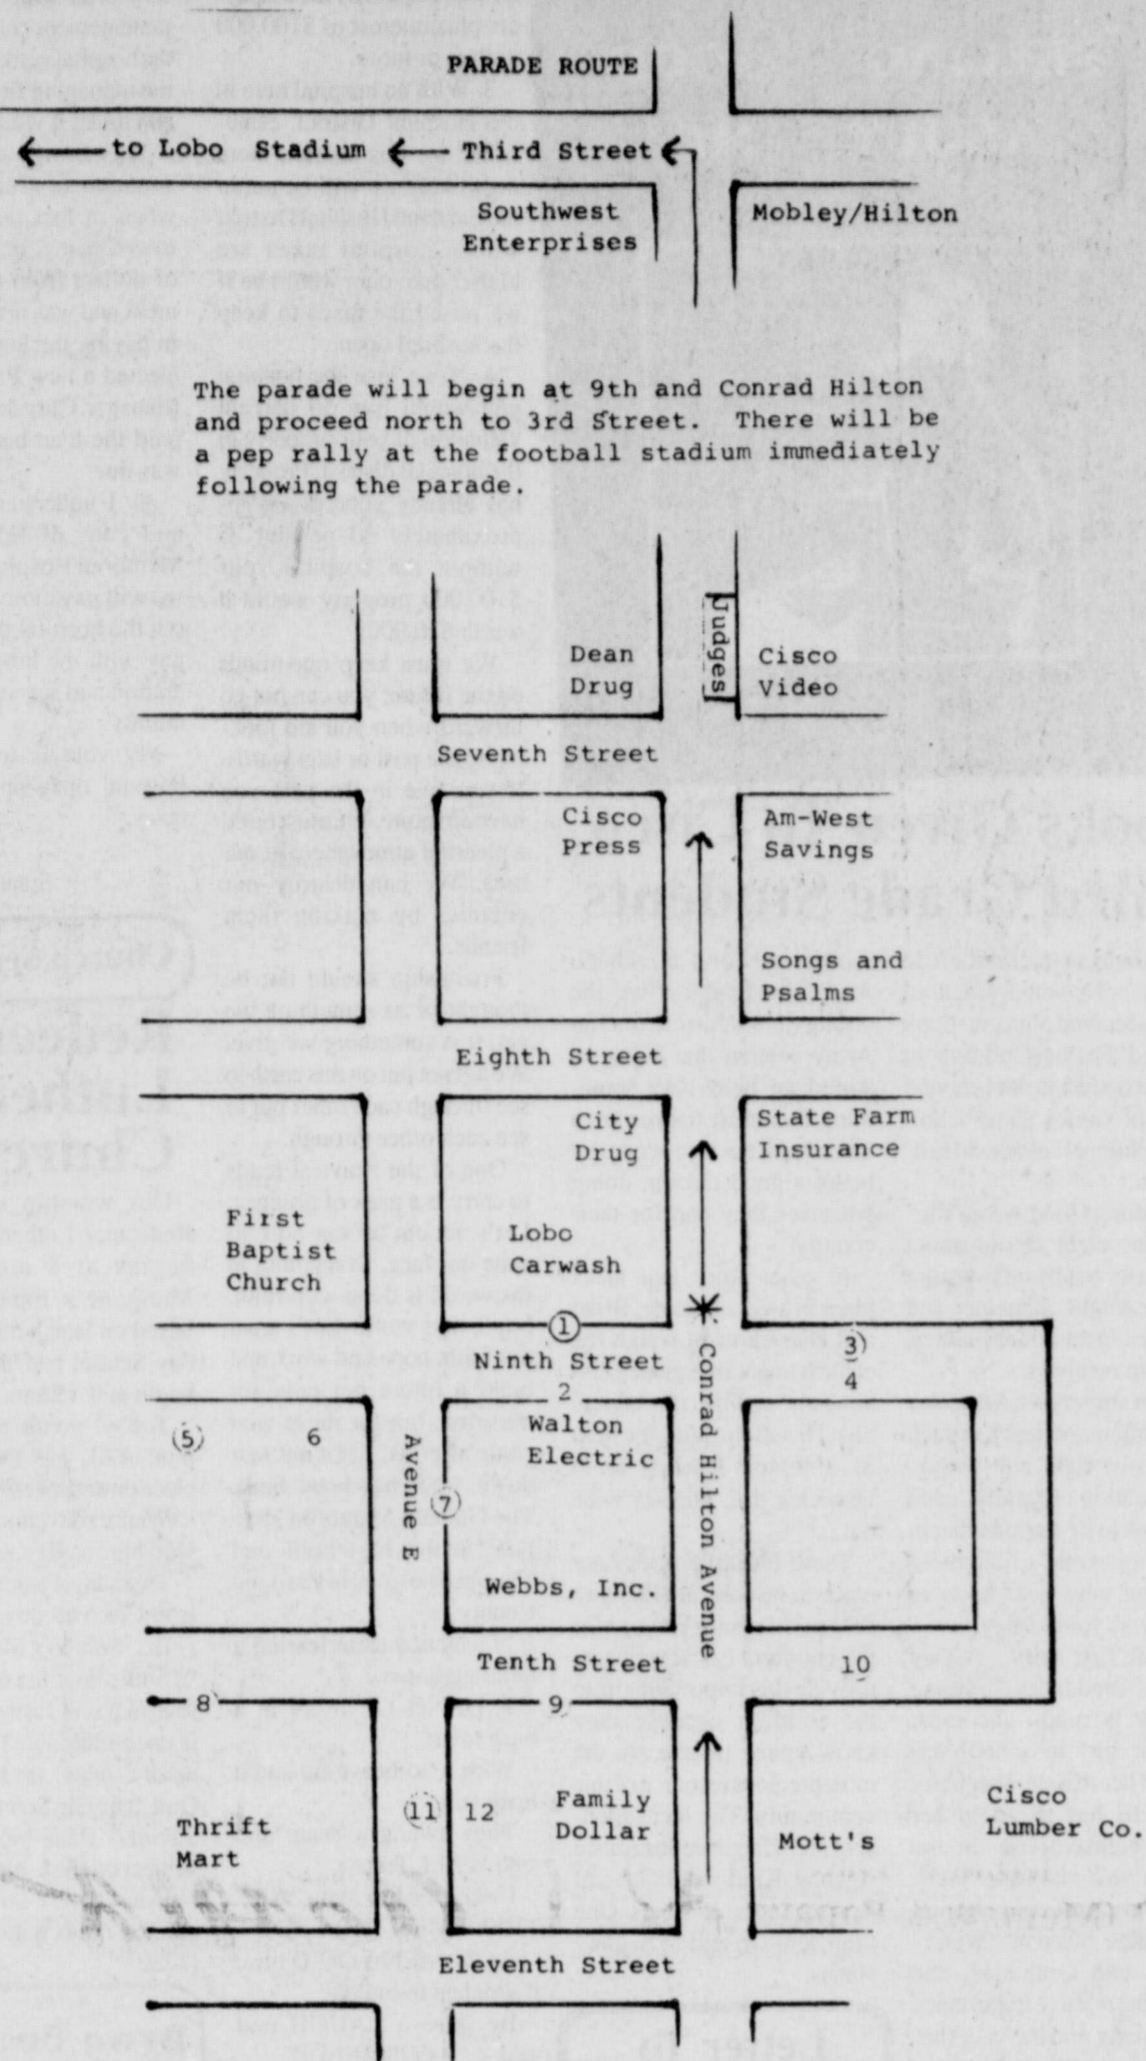 PARADE ROUTE
to Lobo Stadium Third Street
Southwest
Enterprises
Mobley/Hilton
The parade will begin at 9th and Conrad Hilton
and proceed north to 3rd Street. There will be
a pep rally at the football stadium immediately
following the parade.
Judges
Dean
Drug
Cisco
Video
Seventh Street
Cisco
Press
Am-West
Savings
Songs and
Psalms
Eighth Street
City
Drug
State Farm
Insurance
First
Baptist
Church
Lobo
Carwash
1
Ninth Street
3
2
4
Conrad Hilton Avenue
Walton
Electric
5
6
Avenue E
7
Webbs, Inc.
Tenth Street
10
8
9
11
12
Family
Dollar
Thrift
Mart
Mott's
Cisco
Lumber Co.
Eleventh Street